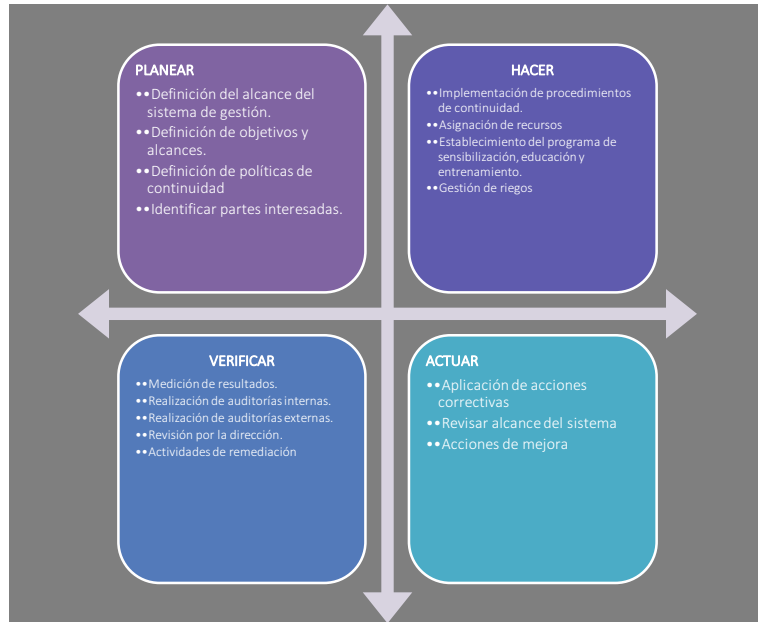 PLANEAR
••Definición del alcance del
sistema de gestión.
••Definición de objetivos y
alcances.
••Definición de políticas de
continuidad
••Identificar partes interesadas.
HACER
••Implementación de procedimientos
de continuidad.
••Asignación de recursos
••Establecimiento del programa de
sensibilización, educación y
entrenamiento.
••Gestión de riegos
VERIFICAR
••Medición de resultados.
••Realización de auditorías internas.
••Realización de auditorías externas.
••Revisión por la dirección.
••Actividades de remediación
ACTUAR
••Aplicación de acciones
correctivas
••Revisar alcance del sistema
••Acciones de mejora